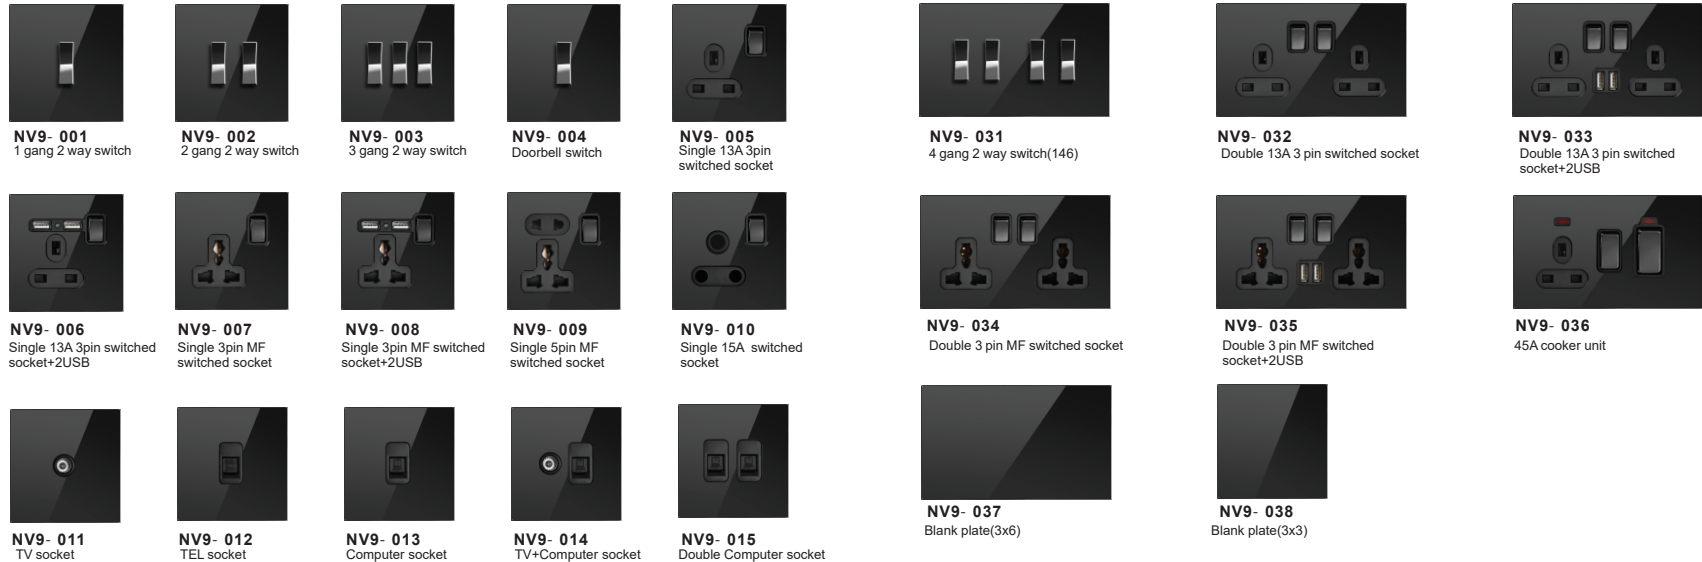 NV9- 001
1 gang 2 way switch
NV9- 002
2 gang 2 way switch
NV9- 003
3 gang 2 way switch
NV9- 004
Doorbell switch
NV9- 005
Single 13A 3pin
switched socket
NV9- 031
4 gang 2 way switch(146)
NV9- 032
Double 13A 3 pin switched socket
NV9- 033
Double 13A 3 pin switched
socket+2USB
NV9- 006
Single 13A 3pin switched
socket+2USB
NV9- 007
Single 3pin MF
switched socket
NV9- 008
Single 3pin MF switched
socket+2USB
NV9- 009
Single 5pin MF
switched socket
NV9- 010
Single 15A switched
socket
NV9- 034
Double 3 pin MF switched socket
NV9- 035
Double 3 pin MF switched
socket+2USB
NV9- 036
45A cooker unit
NV9- 011
TV socket
NV9- 012
TEL socket
NV9- 013
Computer socket
NV9- 014
TV+Computer socket
NV9- 015
Double Computer socket
NV9- 037
Blank plate(3x6)
NV9- 038
Blank plate(3x3)